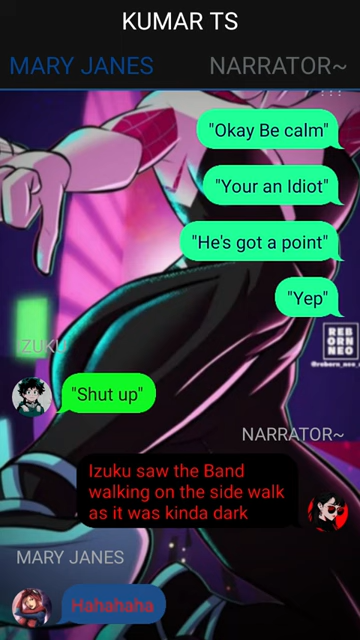 KUMAR TS
MARY JANES
NARRATOR~
"Okay Be calm"
"Your an Idiot"
"He's got a point"
"Yep"
REB
ORN
NEO
IZUKU
"Shut up"
NARRATOR~
Izuku saw the Band
walking on the side walk
as it was kinda dark
MARY JANES
Hahahaha